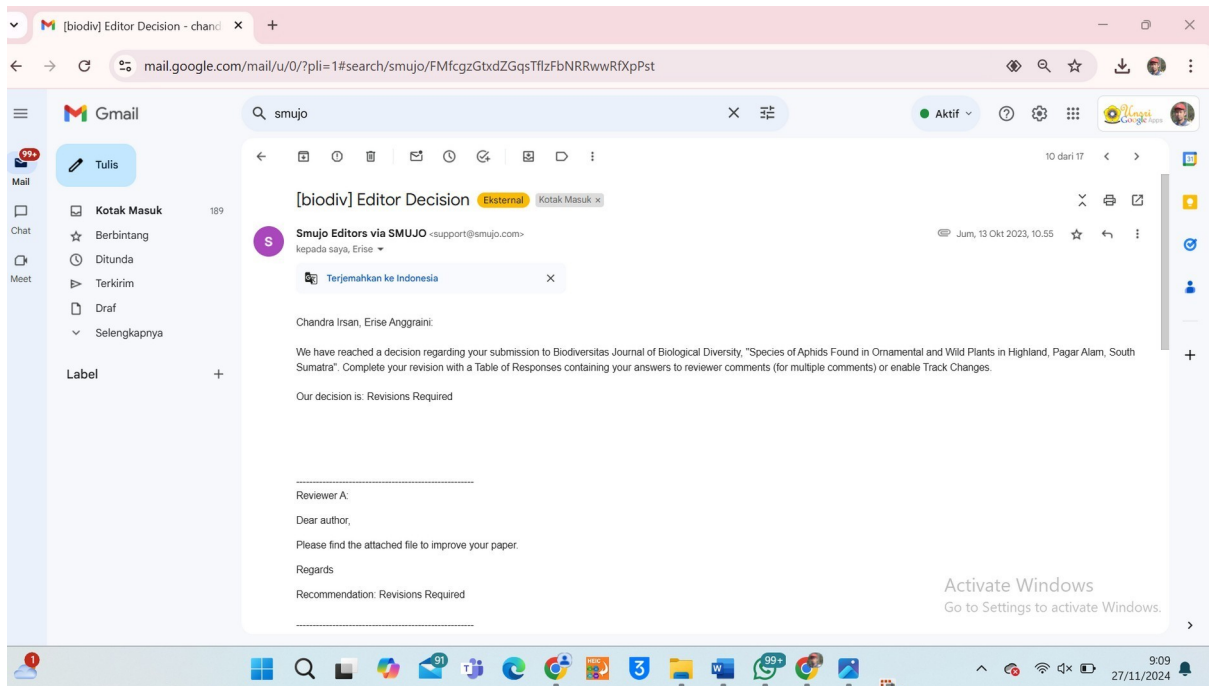 [biodiv] Editor Decision - chand
mail.google.com/mail/u/0/?pli=1#search/smujo/FMfcgzGtxdZGqsTflzFbNRRwwRfXpPst
Gmail
smujo
Aktif
99+
Mail
Chat
Meet
Tulis
Kotak Masuk 189
Berbintang
Ditunda
Terkirim
Draf
Selengkapnya
Label
10 dari 17
31
[biodiv] Editor Decision Eksternal Kotak Masuk ×
S
Smujo Editors via SMUJO <support@smujo.com>
Jum, 13 Okt 2023, 10.55
kepada saya, Erise
Terjemahkan ke Indonesia
Chandra Irsan, Erise Anggraini:
We have reached a decision regarding your submission to Biodiversitas Journal of Biological Diversity, "Species of Aphids Found in Ornamental and Wild Plants in Highland, Pagar Alam, South
Sumatra". Complete your revision with a Table of Responses containing your answers to reviewer comments (for multiple comments) or enable Track Changes.
Our decision is: Revisions Required
------------------------------------------------------
Reviewer A:
Dear author,
Please find the attached file to improve your paper.
Regards
Recommendation: Revisions Required
------------------------------------------------------
Activate Windows
Go to Settings to activate Windows.
1
91
HEIC
3
99+
9:09
27/11/2024